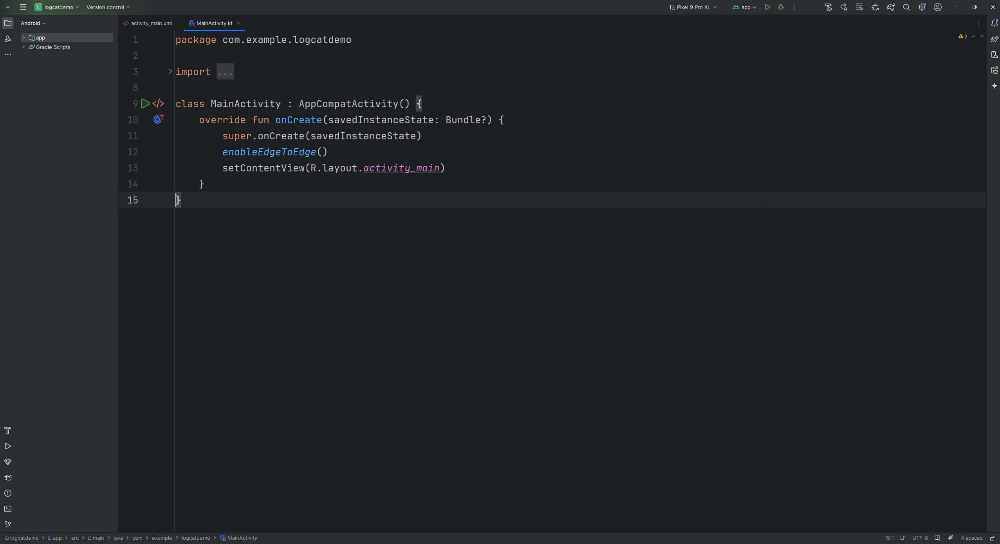 L logcatdemo Version control Pixel 9 Pro XL app
Android
activity_main.xml MainActivity.kt
app
Gradle Scripts
2
1 package com.example.logcatdemo
2
3 import ...
8
9 class MainActivity : AppCompatActivity() {
10 override fun onCreate(savedInstanceState: Bundle?) {
11 super.onCreate(savedInstanceState)
12 enableEdgeToEdge()
13 setContentView(R.layout.activity_main)
14 }
15 }
logcatdemo > app > src > main > java > com > example > logcatdemo > MainActivity 15:1 LF UTF-8 4 spaces